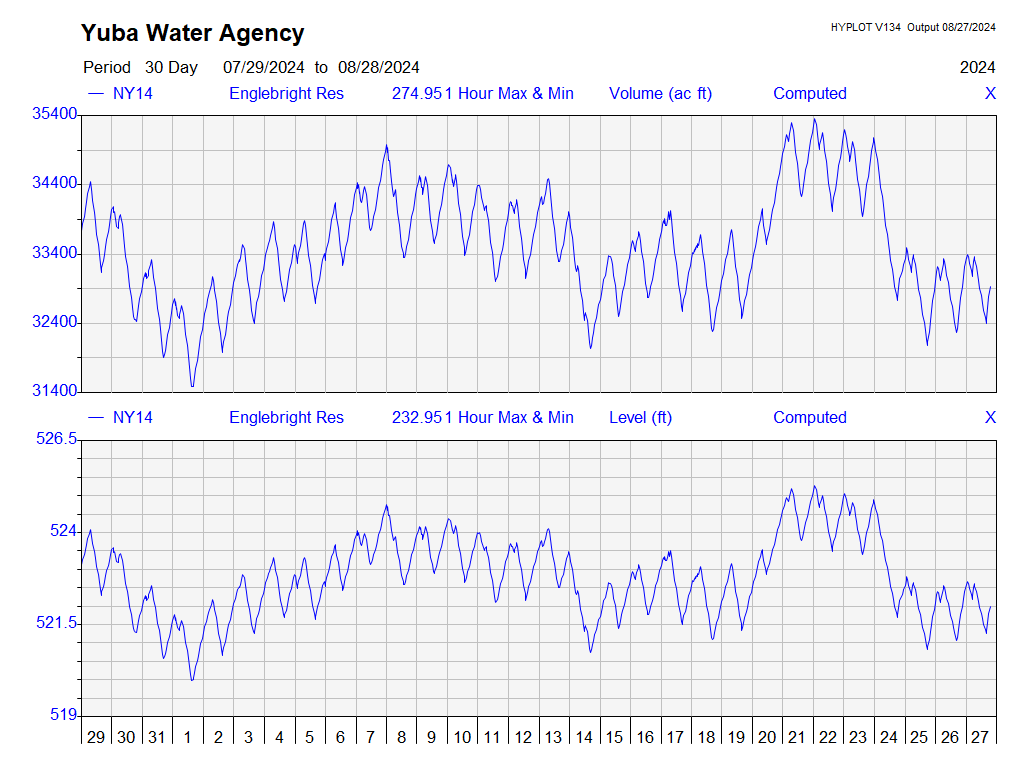 Yuba Water Agency
HYPLOT V134 Output 08/27/2024
Period 30 Day 07/29/2024 to 08/28/2024 2024
NY14 Englebright Res 274.951 Hour Max & Min Volume (ac ft) Computed X
35400
34400
33400
32400
31400
NY14 Englebright Res 232.951 Hour Max & Min Level (ft) Computed X
526.5
524
521.5
519
29 30 31 1 2 3 4 5 6 7 8 9 10 11 12 13 14 15 16 17 18 19 20 21 22 23 24 25 26 27